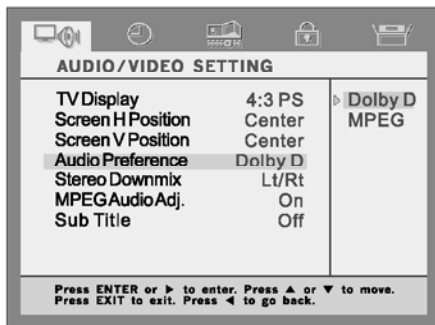 AUDIO/VIDEO SETTING
TV Display 4:3 PS
Screen H Position Center
Screen V Position Center
Audio Preference Dolby D
Stereo Downmix Lt/Rt
MPEG Audio Adj. On
Sub Title Off
▷ Dolby D
MPEG
Press ENTER or ▶ to enter. Press ▲ or ▼ to move.
Press EXIT to exit. Press ◀ to go back.